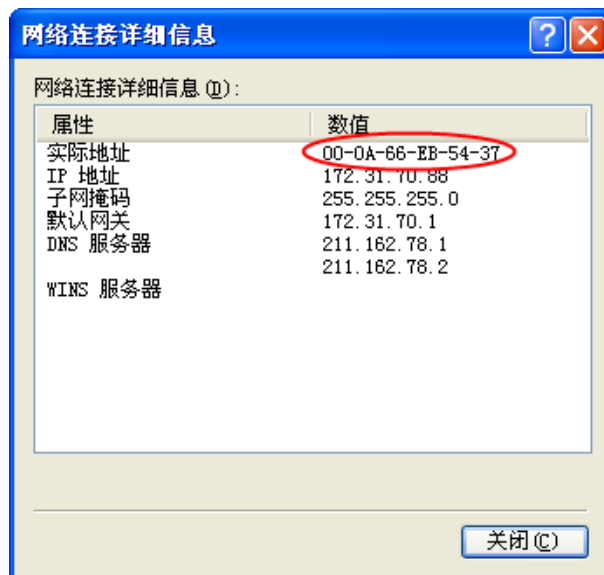 网络连接详细信息
网络连接详细信息(D):
属性 数值
实际地址 00-0A-66-EB-54-37
IP 地址 172.31.70.88
子网掩码 255.255.255.0
默认网关 172.31.70.1
DNS 服务器 211.162.78.1
211.162.78.2
WINS 服务器
关闭(C)